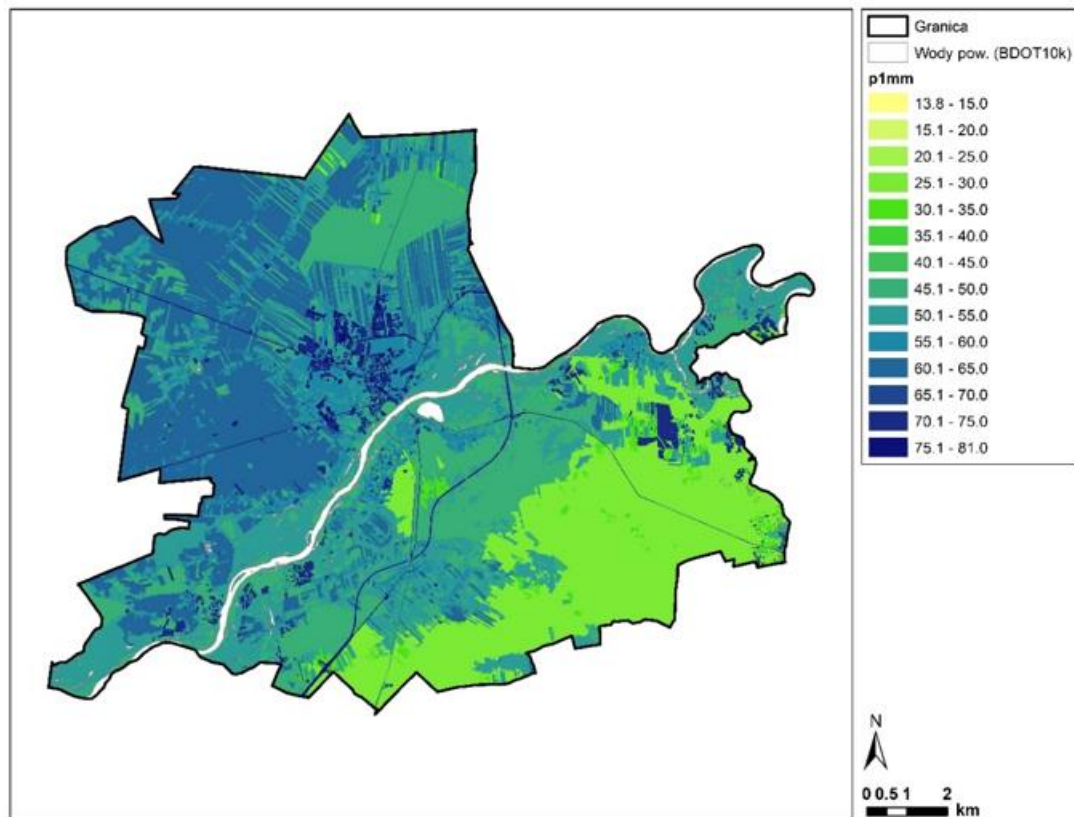 Granica
Wody pow. (BDOT10k)
p1mm
13.8 - 15.0
15.1 - 20.0
20.1 - 25.0
25.1 - 30.0
30.1 - 35.0
35.1 - 40.0
40.1 - 45.0
45.1 - 50.0
50.1 - 55.0
55.1 - 60.0
60.1 - 65.0
65.1 - 70.0
70.1 - 75.0
75.1 - 81.0
N
0 0.5 1 2
km